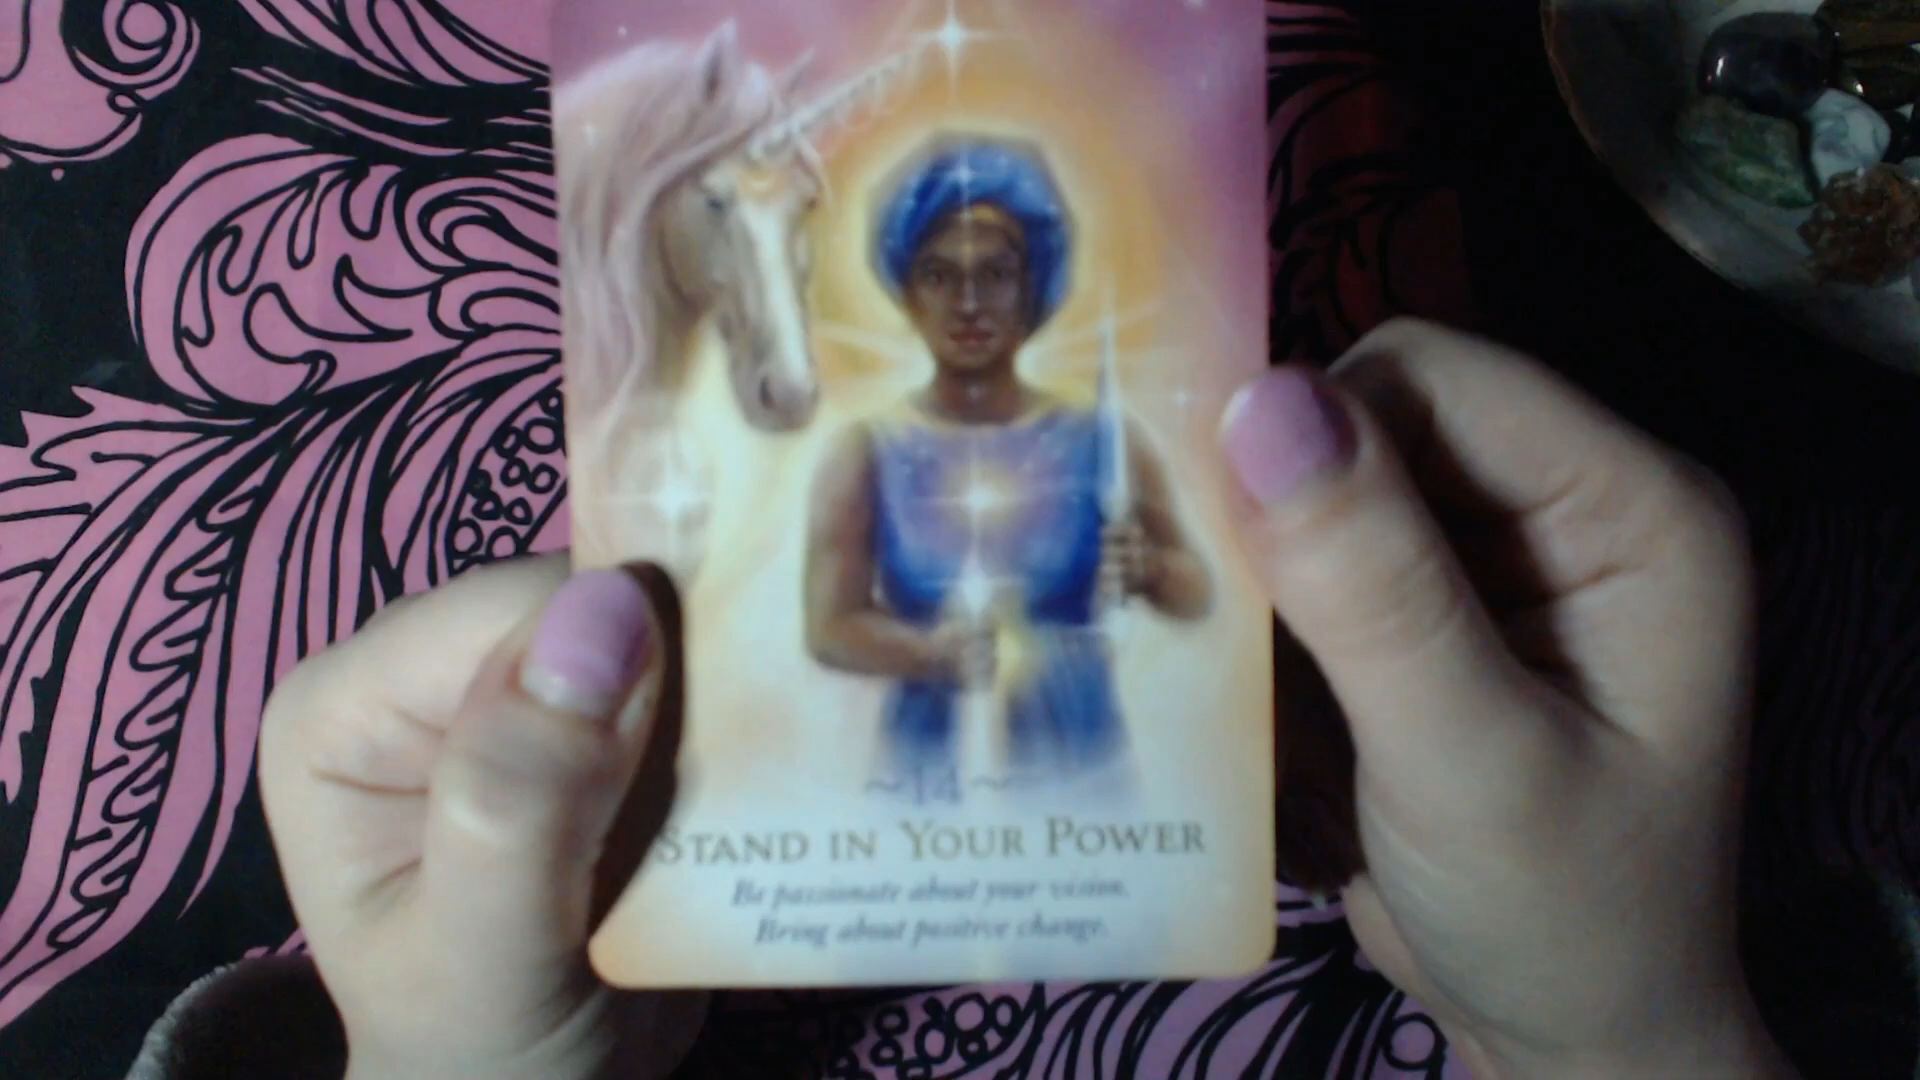 ~14~
STAND IN YOUR POWER
Be passionate about your vision.
Bring about positive change.